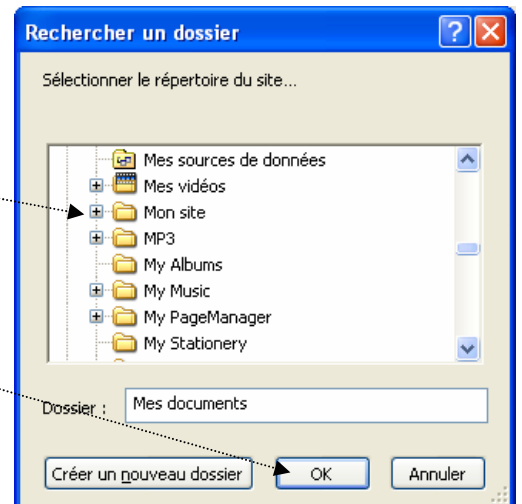 Rechercher un dossier
Sélectionner le répertoire du site...
Mes sources de données
Mes vidéos
Mon site
MP3
My Albums
My Music
My PageManager
My Stationery
Dossier : Mes documents
Créer un nouveau dossier OK Annuler